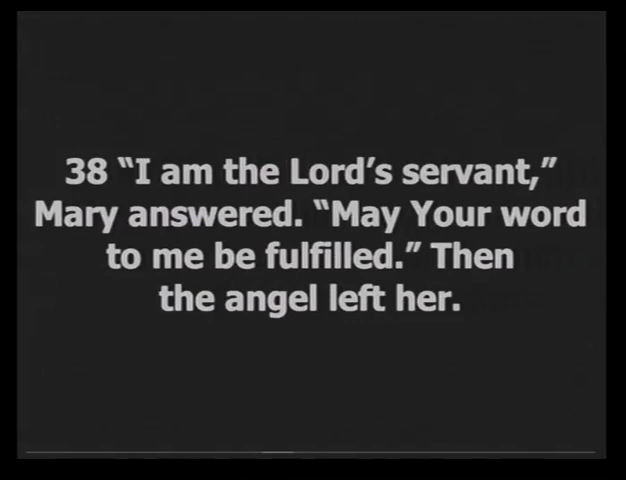 38 “I am the Lord’s servant,”
Mary answered. “May Your word
to me be fulfilled.” Then
the angel left her.